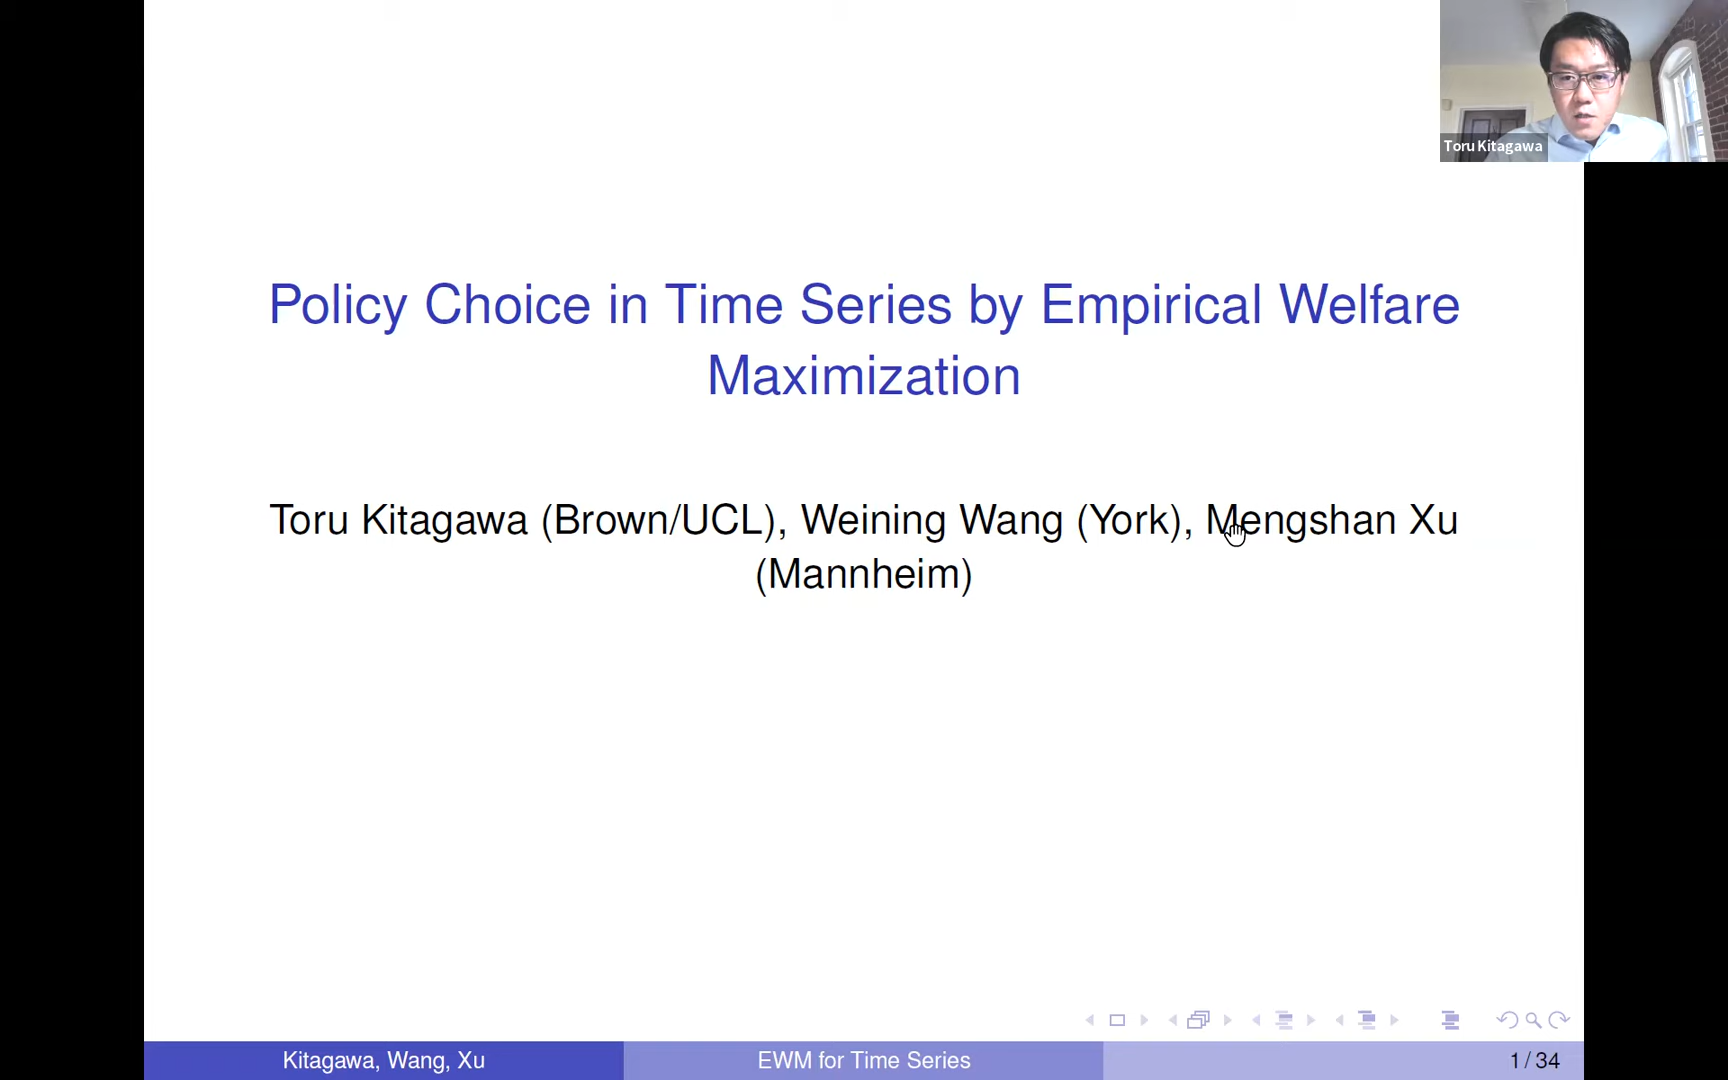 Toru Kitagawa
Policy Choice in Time Series by Empirical Welfare
Maximization
Toru Kitagawa (Brown/UCL), Weining Wang (York), Mengshan Xu
(Mannheim)
Kitagawa, Wang, Xu
EWM for Time Series
1 / 34